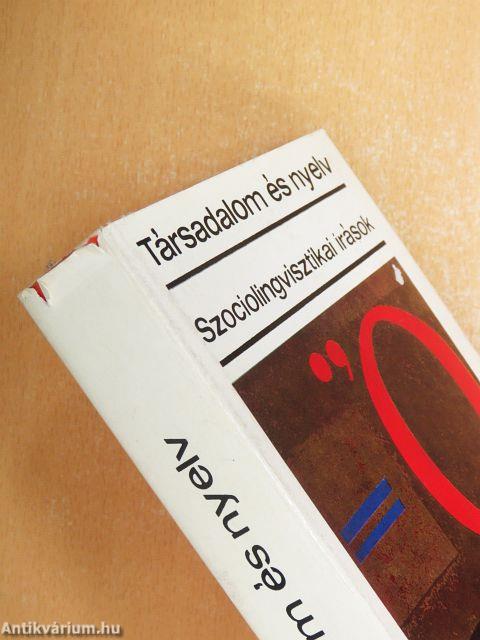 Társadalom és nyelv
Szociolingvisztikai írások
m és nyelv
Antikvárium.hu